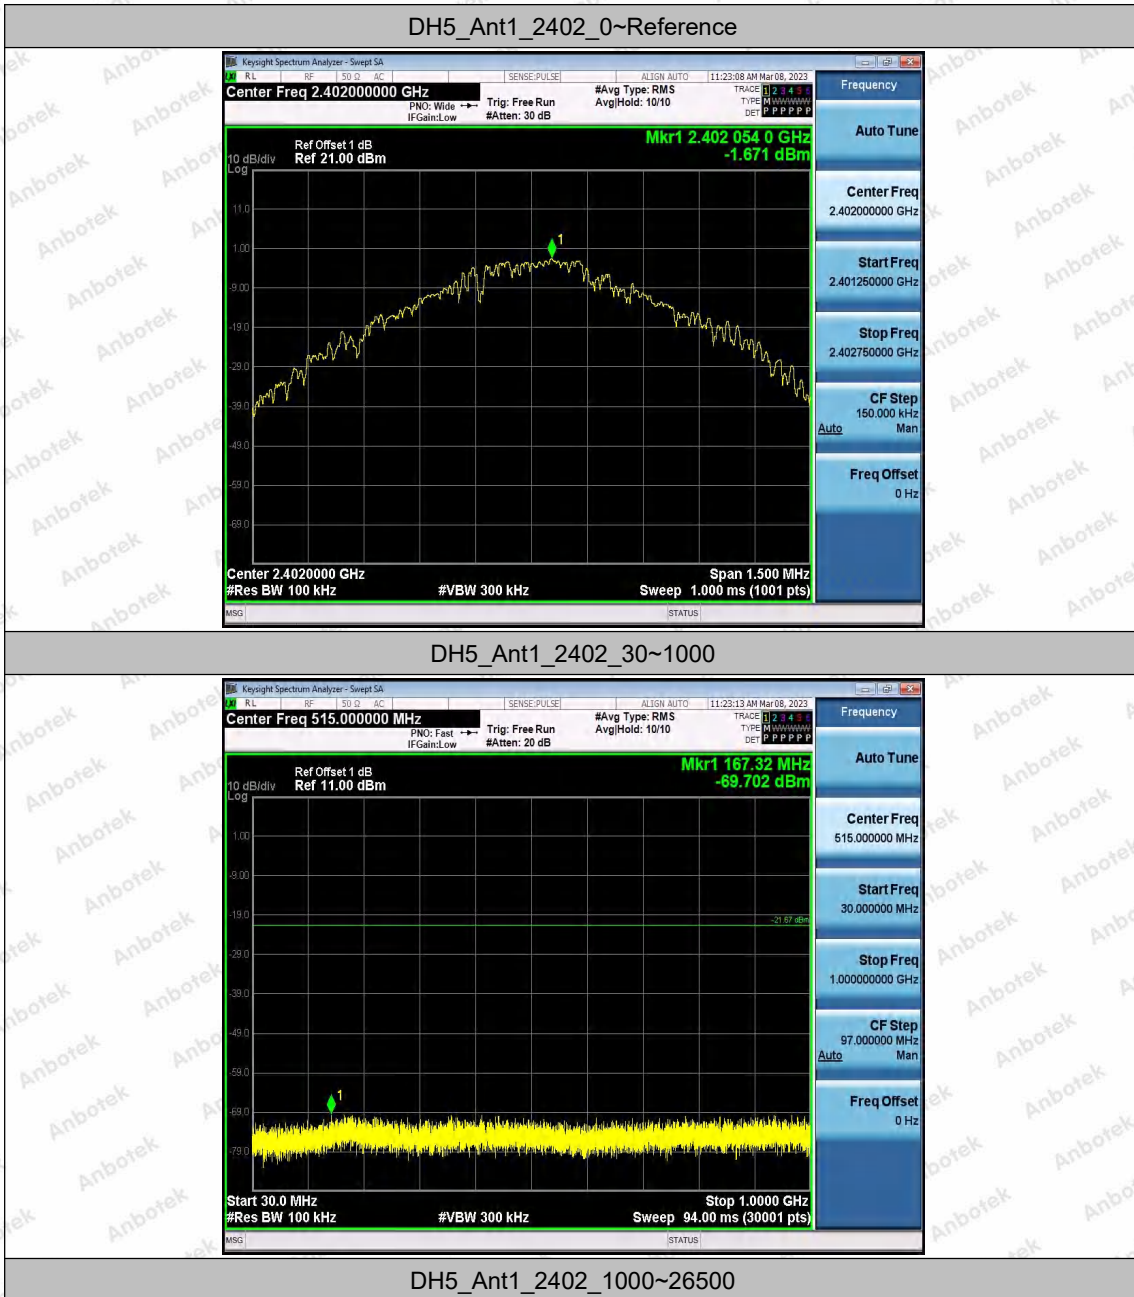 DH5_Ant1_2402_0~Reference
Keysight Spectrum Analyzer - Swept SA
LXI RL RF 50 Ω AC SENSE:PULSE ALIGN AUTO 11:23:08 AM Mar 08, 2023
Center Freq 2.402000000 GHz
PNO: Wide
IFGain:Low
Trig: Free Run
#Atten: 30 dB
#Avg Type: RMS
Avg|Hold: 10/10
TRACE 1 2 3 4 5 6
TYPE M WWWWW
DET P P P P P P
Mkr1 2.402 054 0 GHz
-1.671 dBm
Ref Offset 1 dB
10 dB/div Ref 21.00 dBm
Log
11.0
1.00
-9.00
-19.0
-29.0
-39.0
-49.0
-59.0
-69.0
1
Center 2.4020000 GHz Span 1.500 MHz
#Res BW 100 kHz #VBW 300 kHz Sweep 1.000 ms (1001 pts)
MSG STATUS
Frequency
Auto Tune
Center Freq
2.402000000 GHz
Start Freq
2.401250000 GHz
Stop Freq
2.402750000 GHz
CF Step
150.000 kHz
Auto Man
Freq Offset
0 Hz
DH5_Ant1_2402_30~1000
Keysight Spectrum Analyzer - Swept SA
LXI RL RF 50 Ω AC SENSE:PULSE ALIGN AUTO 11:23:13 AM Mar 08, 2023
Center Freq 515.000000 MHz
PNO: Fast
IFGain:Low
Trig: Free Run
#Atten: 20 dB
#Avg Type: RMS
Avg|Hold: 10/10
TRACE 1 2 3 4 5 6
TYPE M WWWWW
DET P P P P P P
Mkr1 167.32 MHz
-69.702 dBm
Ref Offset 1 dB
10 dB/div Ref 11.00 dBm
Log
1.00
-9.00
-19.0
-29.0
-39.0
-49.0
-59.0
-69.0
-79.0
-21.67 dBm
1
Start 30.0 MHz Stop 1.0000 GHz
#Res BW 100 kHz #VBW 300 kHz Sweep 94.00 ms (30001 pts)
MSG STATUS
Frequency
Auto Tune
Center Freq
515.000000 MHz
Start Freq
30.000000 MHz
Stop Freq
1.000000000 GHz
CF Step
97.000000 MHz
Auto Man
Freq Offset
0 Hz
DH5_Ant1_2402_1000~26500
Anbotek